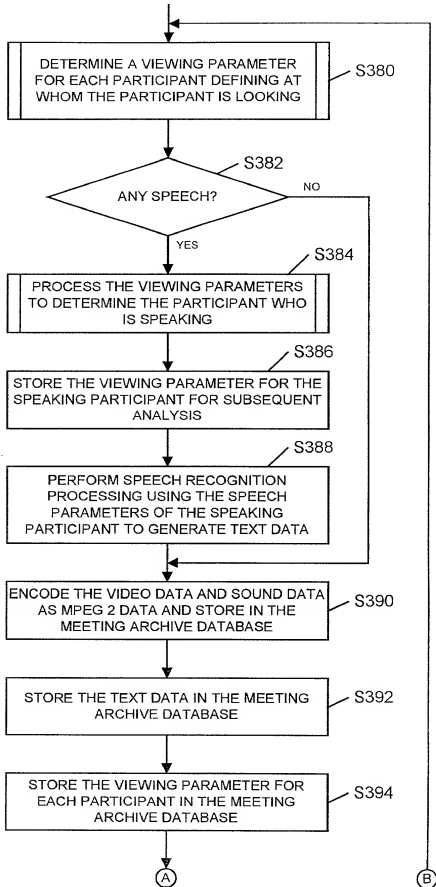 DETERMINE A VIEWING PARAMETER
FOR EACH PARTICIPANT DEFINING AT
WHOM THE PARTICIPANT IS LOOKING
S380
S382
ANY SPEECH?
NO
YES
S384
PROCESS THE VIEWING PARAMETERS
TO DETERMINE THE PARTICIPANT WHO
IS SPEAKING
S386
STORE THE VIEWING PARAMETER FOR THE
SPEAKING PARTICIPANT FOR SUBSEQUENT
ANALYSIS
S388
PERFORM SPEECH RECOGNITION
PROCESSING USING THE SPEECH
PARAMETERS OF THE SPEAKING
PARTICIPANT TO GENERATE TEXT DATA
ENCODE THE VIDEO DATA AND SOUND DATA
AS MPEG 2 DATA AND STORE IN THE
MEETING ARCHIVE DATABASE
S390
STORE THE TEXT DATA IN THE MEETING
ARCHIVE DATABASE
S392
STORE THE VIEWING PARAMETER FOR
EACH PARTICIPANT IN THE MEETING
ARCHIVE DATABASE
S394
A
B